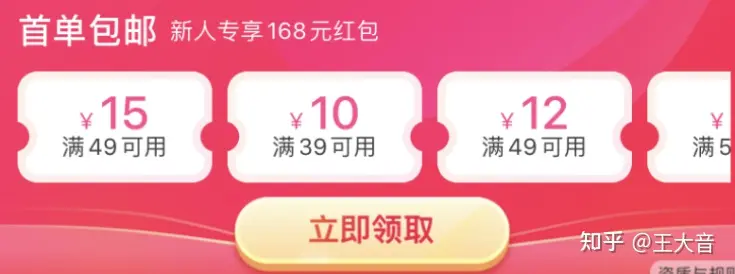 首单包邮 新人专享168元红包
¥15 ¥10 ¥12 ¥
满49可用 满39可用 满49可用 满5
立即领取
知乎 @王大音